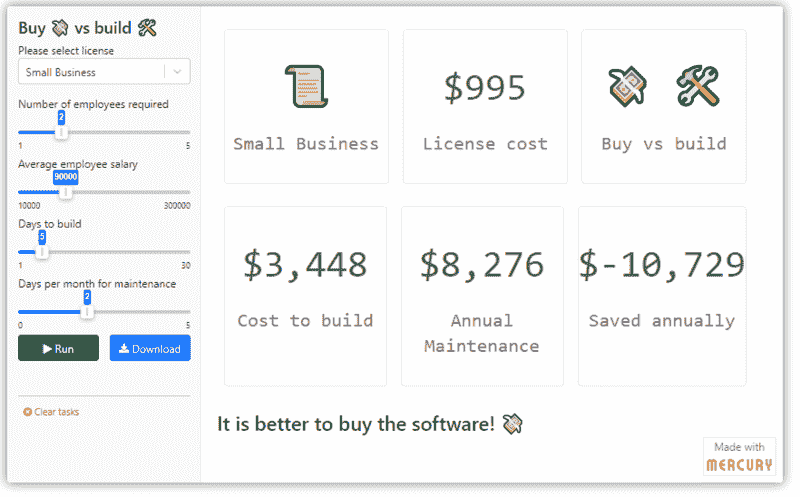 Buy 💸 vs build 🛠
Please select license
Small Business
Number of employees required
2
1 5
Average employee salary
90000
10000 300000
Days to build
5
1 30
Days per month for maintenance
2
0 5
Run Download
Clear tasks
Small Business
$995
License cost
Buy vs build
$3,448
Cost to build
$8,276
Annual
Maintenance
$-10,729
Saved annually
It is better to buy the software! 💸
Made with
MERCURY